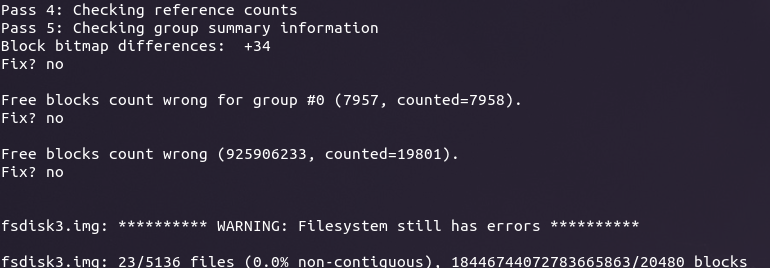 Pass 4: Checking reference counts
Pass 5: Checking group summary information
Block bitmap differences:  +34
Fix? no
Free blocks count wrong for group #0 (7957, counted=7958).
Fix? no
Free blocks count wrong (925906233, counted=19801).
Fix? no
fsdisk3.img: ********** WARNING: Filesystem still has errors **********
fsdisk3.img: 23/5136 files (0.0% non-contiguous), 18446744072783665863/20480 blocks